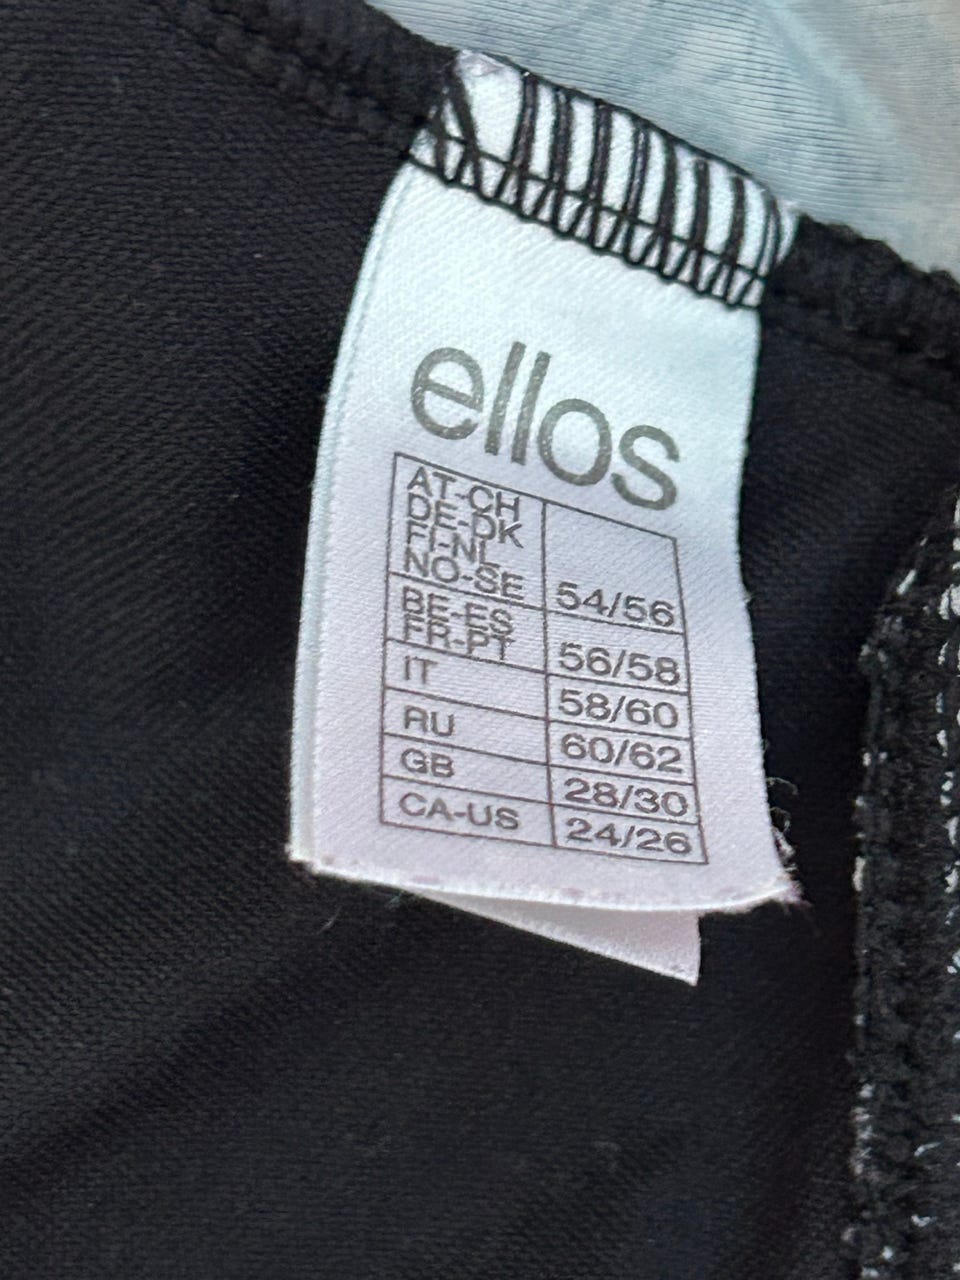 ellos
AT-CH
DE-DK
FI-NL
NO-SE 54/56
BE-ES
FR-PT 56/58
IT 58/60
RU 60/62
GB 28/30
CA-US 24/26